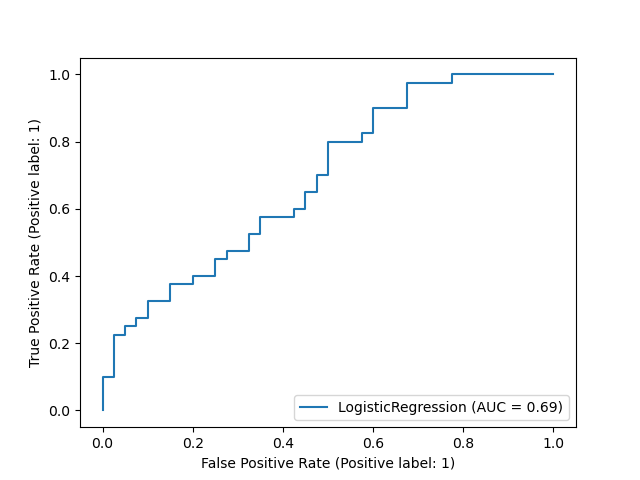 1.0
0.8
0.6
0.4
0.2
0.0
True Positive Rate (Positive label: 1)
LogisticRegression (AUC = 0.69)
0.0 0.2 0.4 0.6 0.8 1.0
False Positive Rate (Positive label: 1)